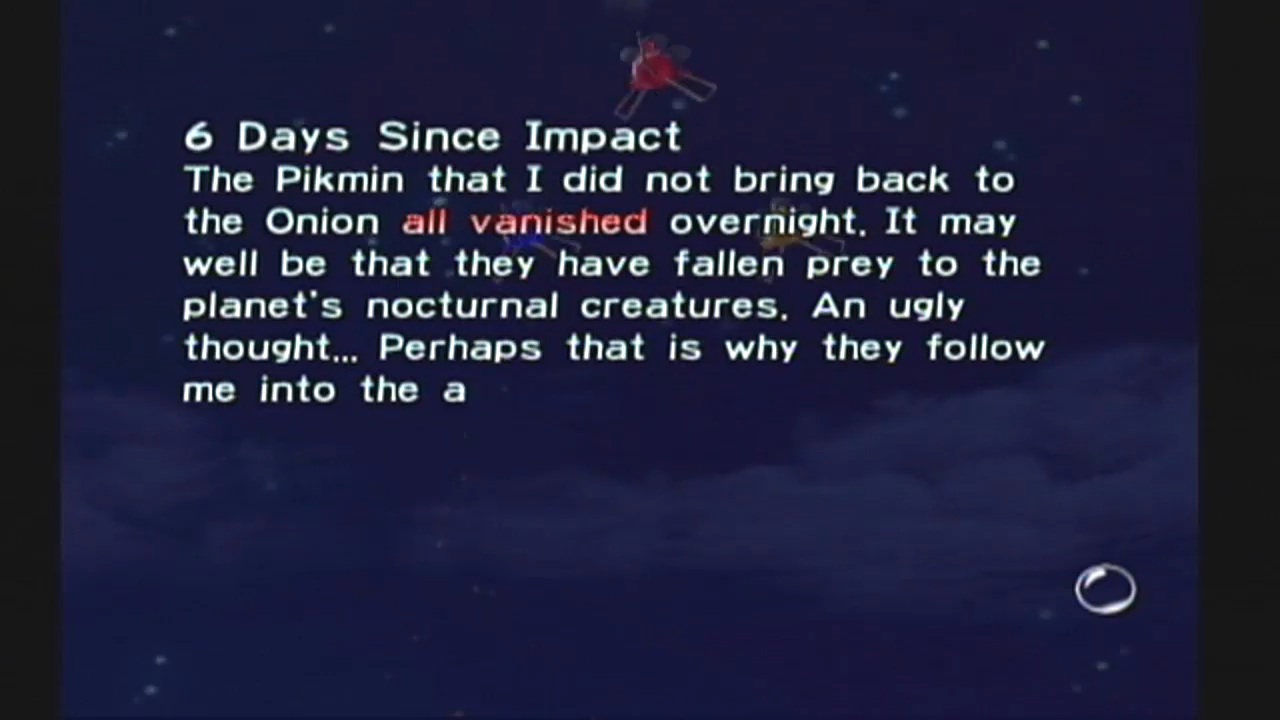 6 Days Since Impact
The Pikmin that I did not bring back to
the Onion all vanished overnight. It may
well be that they have fallen prey to the
planet's nocturnal creatures. An ugly
thought... Perhaps that is why they follow
me into the a